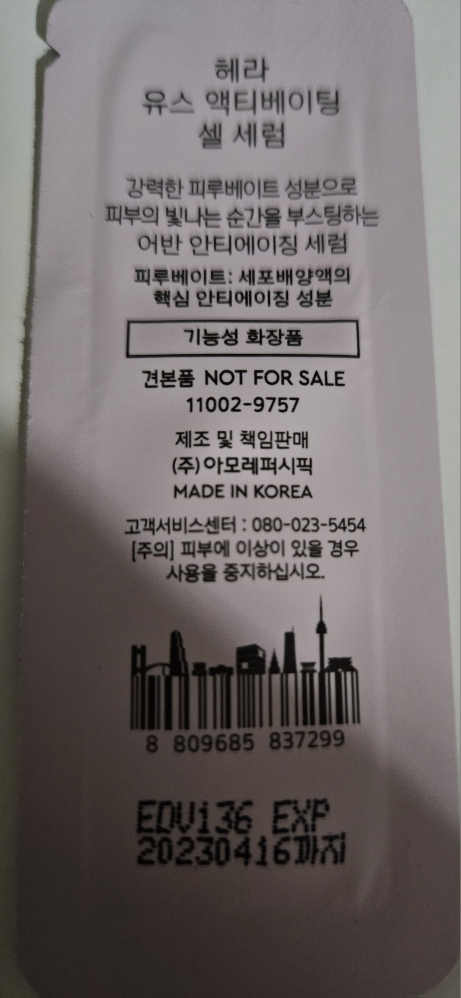 헤라
유스 액티베이팅
셀 세럼
강력한 피루베이트 성분으로
피부의 빛나는 순간을 부스팅하는
어반 안티에이징 세럼
피루베이트: 세포배양액의
핵심 안티에이징 성분
기능성 화장품
견본품 NOT FOR SALE
11002-9757
제조 및 책임판매
(주)아모레퍼시픽
MADE IN KOREA
고객서비스센터 : 080-023-5454
[주의] 피부에 이상이 있을 경우
사용을 중지하십시오.
8 809685 837299
EDV136 EXP
20230416까지